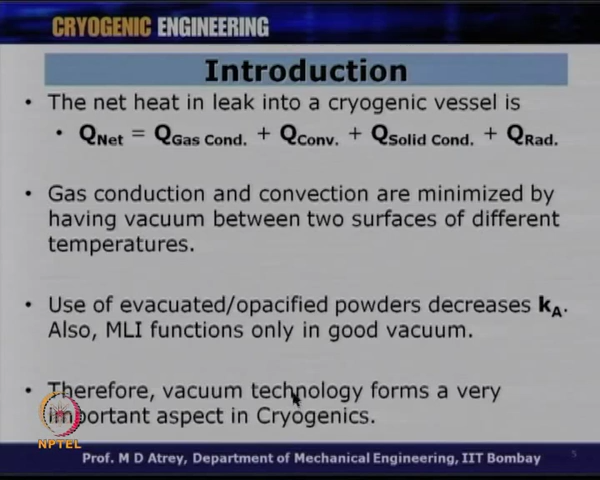 CRYOGENIC ENGINEERING
Introduction
• The net heat in leak into a cryogenic vessel is
• Q_Net = Q_Gas Cond. + Q_Conv. + Q_Solid Cond. + Q_Rad.
• Gas conduction and convection are minimized by
having vacuum between two surfaces of different
temperatures.
• Use of evacuated/opacified powders decreases k_A.
Also, MLI functions only in good vacuum.
• Therefore, vacuum technology forms a very
important aspect in Cryogenics.
NPTEL
Prof. M D Atrey, Department of Mechanical Engineering, IIT Bombay
5